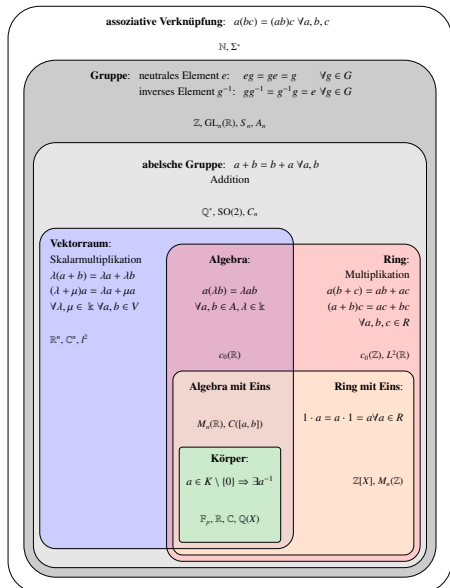 assoziative Verknüpfung: a(bc) = (ab)c ∀a, b, c
ℕ, Σ*
Gruppe: neutrales Element e: eg = ge = g ∀g ∈ G
inverses Element g⁻¹: gg⁻¹ = g⁻¹g = e ∀g ∈ G
ℤ, GLₙ(ℝ), Sₙ, Aₙ
abelsche Gruppe: a + b = b + a ∀a, b
Addition
ℚ*, SO(2), Cₙ
Vektorraum:
Skalarmultiplikation
λ(a + b) = λa + λb
(λ + μ)a = λa + μa
∀λ, μ ∈ 𝕜 ∀a, b ∈ V
ℝⁿ, ℂⁿ, l²
Algebra:
a(λb) = λab
∀a, b ∈ A, λ ∈ 𝕜
c₀(ℝ)
Ring:
Multiplikation
a(b + c) = ab + ac
(a + b)c = ac + bc
∀a, b, c ∈ R
c₀(ℤ), L²(ℝ)
Algebra mit Eins
Mₙ(ℝ), C([a, b])
Ring mit Eins:
1 · a = a · 1 = a∀a ∈ R
ℤ[X], Mₙ(ℤ)
Körper:
a ∈ K \ {0} ⇒ ∃a⁻¹
𝔽ₚ, ℝ, ℂ, ℚ(X)